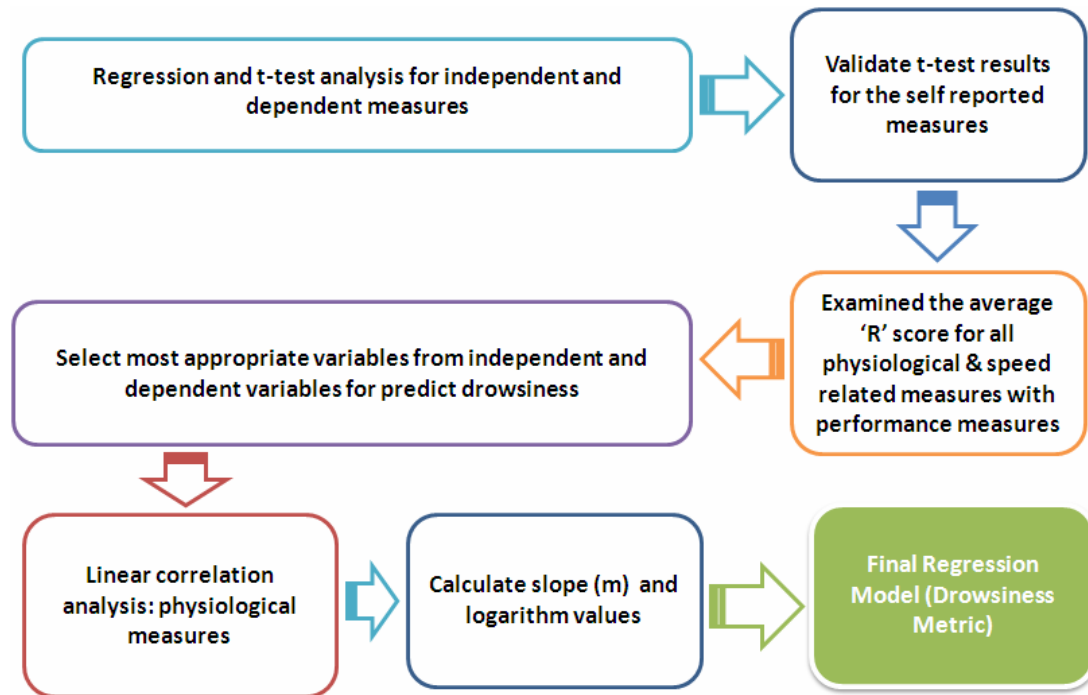 Regression and t-test analysis for independent and
dependent measures
Validate t-test results
for the self reported
measures
Examined the average
‘R’ score for all
physiological & speed
related measures with
performance measures
Select most appropriate variables from independent and
dependent variables for predict drowsiness
Linear correlation
analysis: physiological
measures
Calculate slope (m) and
logarithm values
Final Regression
Model (Drowsiness
Metric)